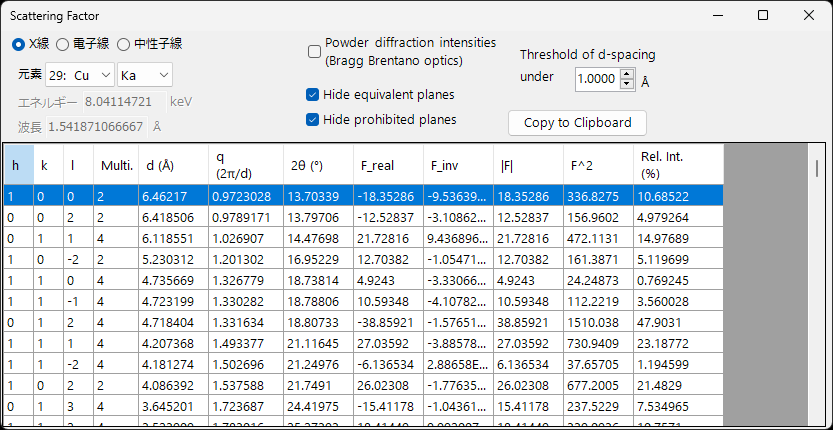 Scattering Factor
X線 電子線 中性子線
元素 29: Cu Ka
エネルギー 8.04114721 keV
波長 1.541871066667 Å
Powder diffraction intensities
(Bragg Brentano optics)
Hide equivalent planes
Hide prohibited planes
Threshold of d-spacing
under 1.0000 Å
Copy to Clipboard
h k l Multi. d (Å) q (2π/d) 2θ (°) F_real F_inv |F| F^2 Rel. Int. (%)
1 0 0 2 6.46217 0.9723028 13.70339 -18.35286 -9.53639... 18.35286 336.8275 10.68522
0 0 2 2 6.418506 0.9789171 13.79706 -12.52837 -3.10862... 12.52837 156.9602 4.979264
0 1 1 4 6.118551 1.026907 14.47698 21.72816 9.436896... 21.72816 472.1131 14.97689
1 0 -2 2 5.230312 1.201302 16.95229 12.70382 -1.05471... 12.70382 161.3871 5.119699
1 1 0 4 4.735669 1.326779 18.73814 4.9243 -3.33066... 4.9243 24.24873 0.769245
1 1 -1 4 4.723199 1.330282 18.78806 10.59348 -4.10782... 10.59348 112.2219 3.560028
0 1 2 4 4.718404 1.331634 18.80733 -38.85921 -1.57651... 38.85921 1510.038 47.9031
1 1 1 4 4.207368 1.493377 21.11645 27.03592 -3.88578... 27.03592 730.9409 23.18772
1 1 -2 4 4.181274 1.502696 21.24976 -6.136534 2.88658E... 6.136534 37.65705 1.194599
1 0 2 2 4.086392 1.537588 21.7491 26.02308 -1.77635... 26.02308 677.2005 21.4829
0 1 3 4 3.645201 1.723687 24.41975 -15.41178 -1.04361... 15.41178 237.5229 7.534965